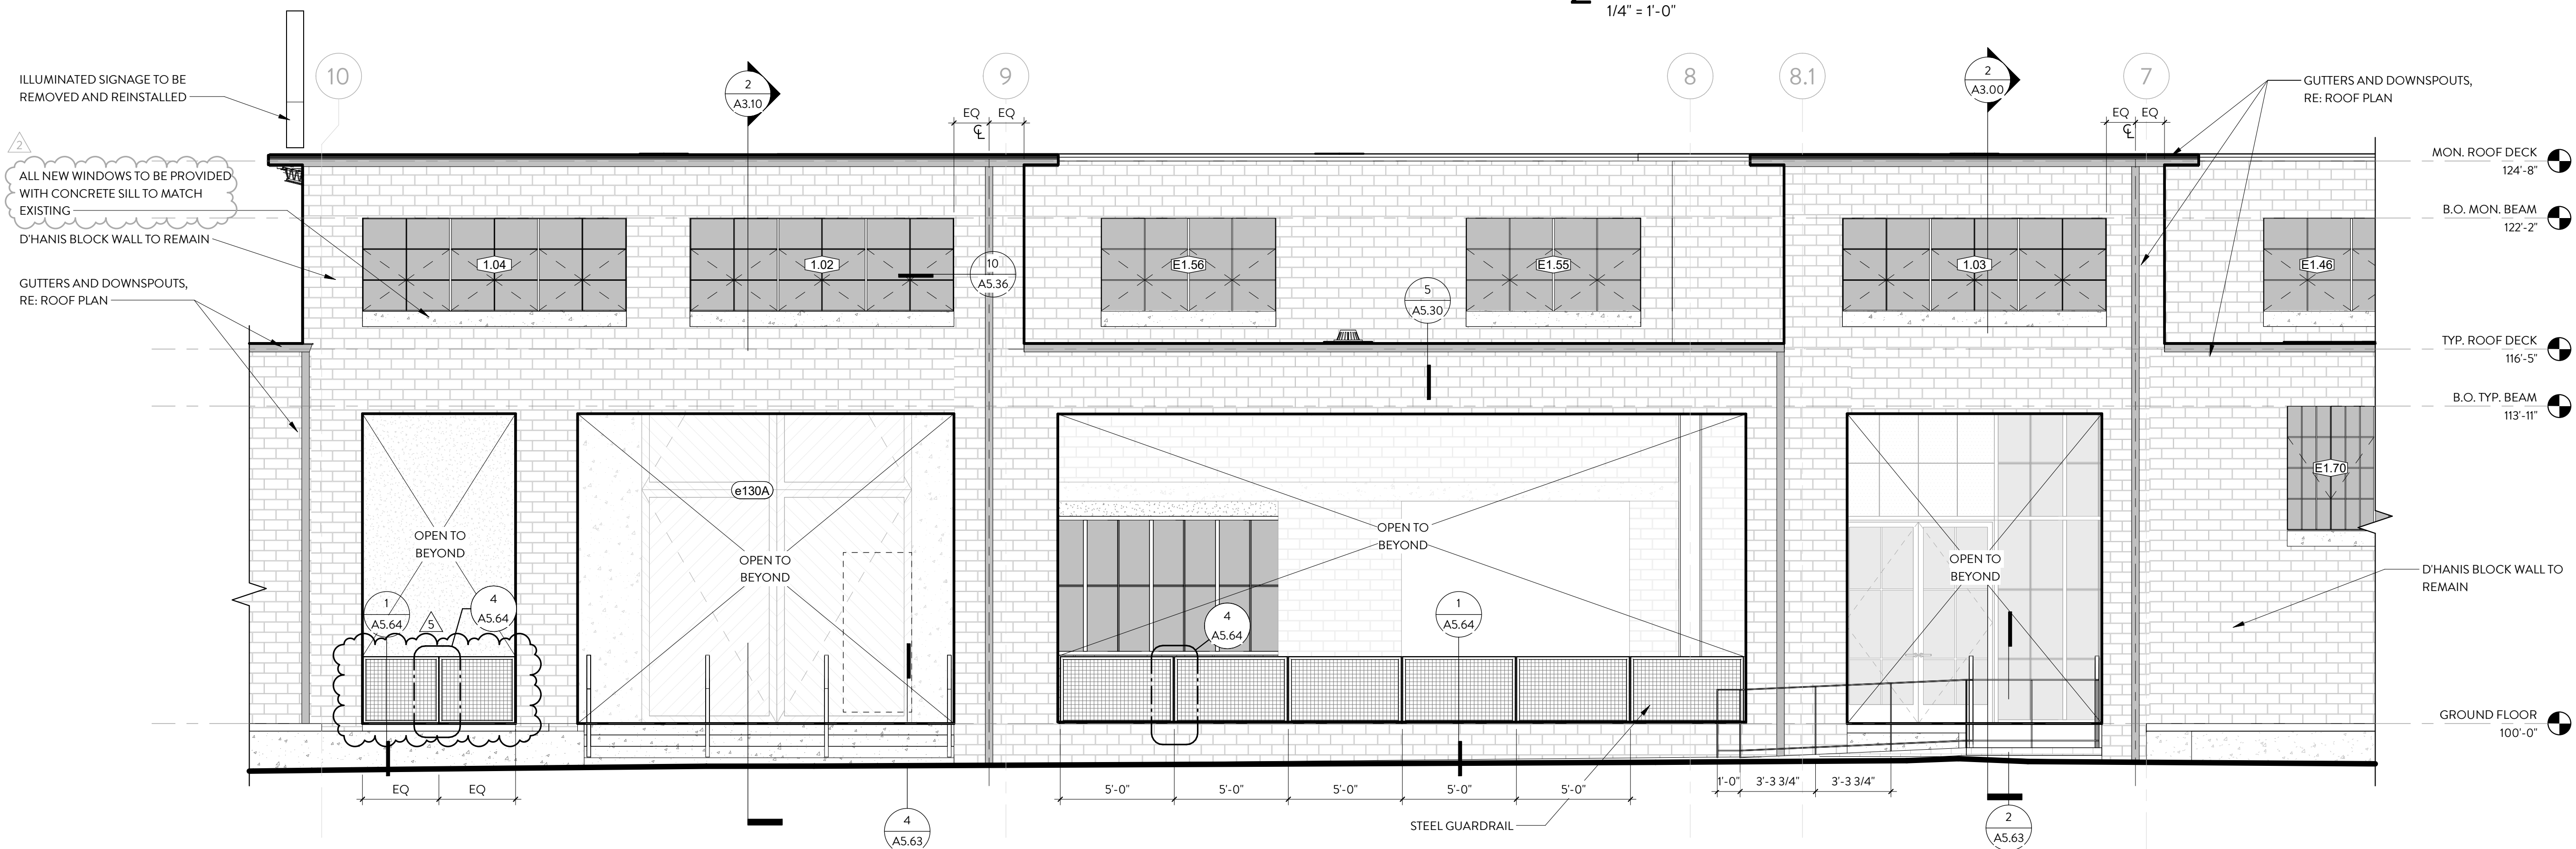 1/4" = 1'-0"
ILLUMINATED SIGNAGE TO BE
REMOVED AND REINSTALLED
10
2
A3.10
9
EQ
EQ
℄
8
8.1
2
A3.00
7
EQ
EQ
℄
GUTTERS AND DOWNSPOUTS,
RE: ROOF PLAN
2
ALL NEW WINDOWS TO BE PROVIDED
WITH CONCRETE SILL TO MATCH
EXISTING
D'HANIS BLOCK WALL TO REMAIN
GUTTERS AND DOWNSPOUTS,
RE: ROOF PLAN
1.04
1.02
10
A5.36
E1.56
E1.55
5
A5.30
1.03
E1.46
MON. ROOF DECK
124'-8"
B.O. MON. BEAM
122'-2"
TYP. ROOF DECK
116'-5"
B.O. TYP. BEAM
113'-11"
e130A
E1.70
OPEN TO
BEYOND
OPEN TO
BEYOND
OPEN TO
BEYOND
OPEN TO
BEYOND
1
A5.64
5
4
A5.64
4
A5.64
1
A5.64
D'HANIS BLOCK WALL TO
REMAIN
GROUND FLOOR
100'-0"
EQ
EQ
5'-0"
5'-0"
5'-0"
5'-0"
5'-0"
1'-0"
3'-3 3/4"
3'-3 3/4"
4
A5.63
STEEL GUARDRAIL
2
A5.63